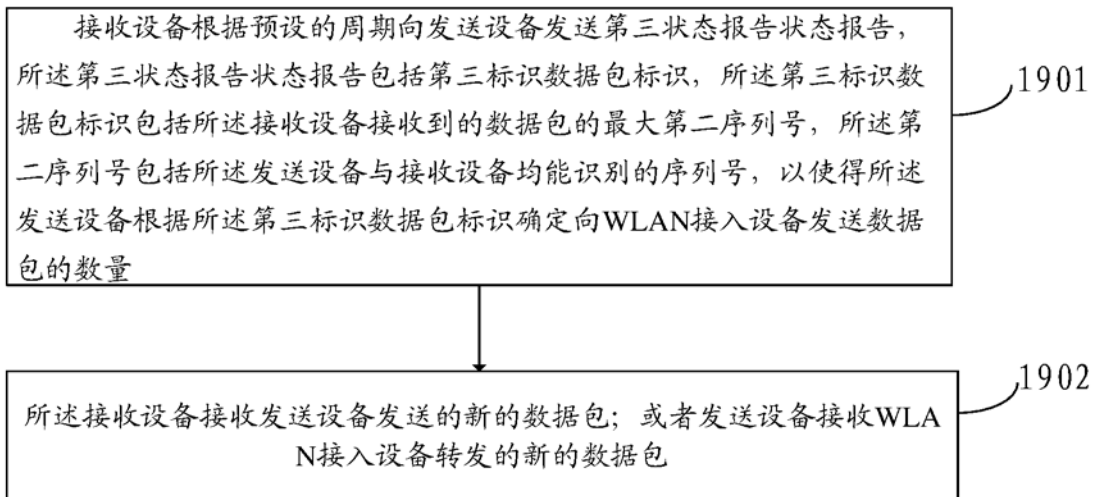 接收设备根据预设的周期向发送设备发送第三状态报告状态报告，
所述第三状态报告状态报告包括第三标识数据包标识，所述第三标识数
据包标识包括所述接收设备接收到的数据包的最大第二序列号，所述第
二序列号包括所述发送设备与接收设备均能识别的序列号，以使得所述
发送设备根据所述第三标识数据包标识确定向WLAN接入设备发送数据
包的数量
1901
所述接收设备接收发送设备发送的新的数据包；或者发送设备接收WLA
N接入设备转发的新的数据包
1902